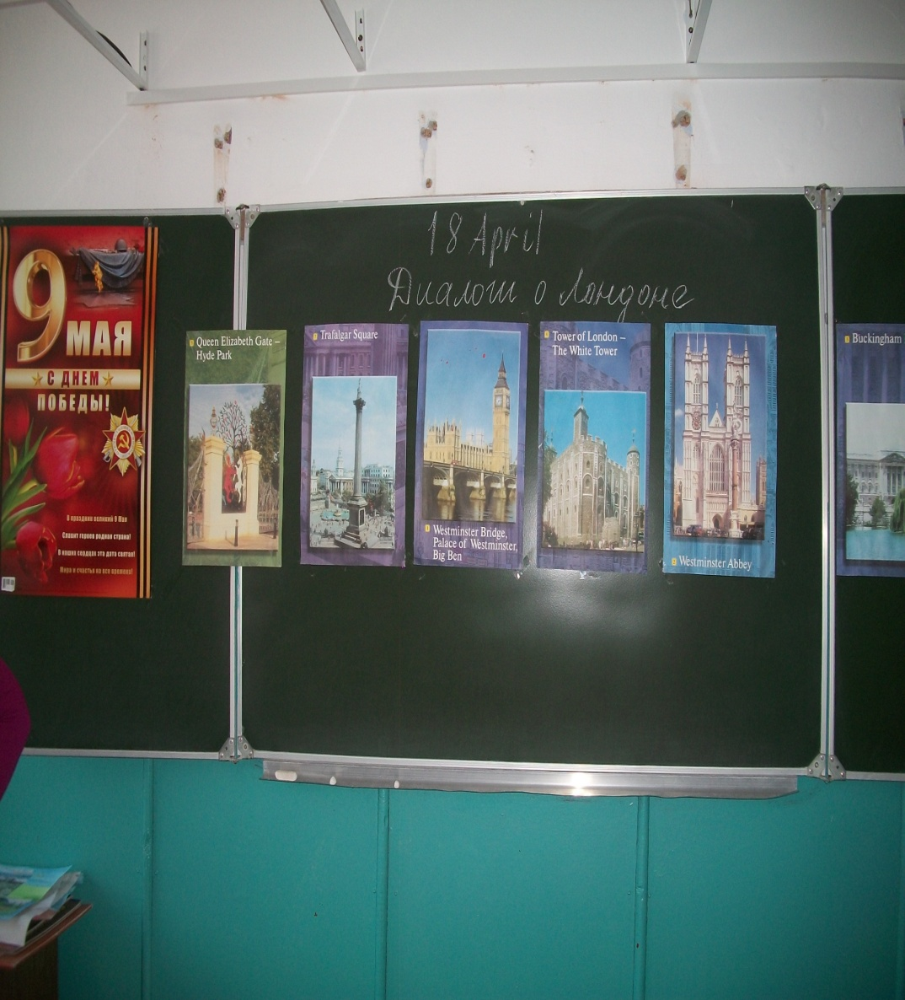 18 April
Диалоги о Лондоне
9
МАЯ
С ДНЕМ
ПОБЕДЫ!
В праздник великий 9 Мая
Славит героев родная страна!
В наших сердцах эта дата святая!
Мира и счастья на все времена!
Queen Elizabeth Gate –
Hyde Park
Trafalgar Square
Westminster Bridge,
Palace of Westminster,
Big Ben
Tower of London –
The White Tower
Westminster Abbey
Buckingham